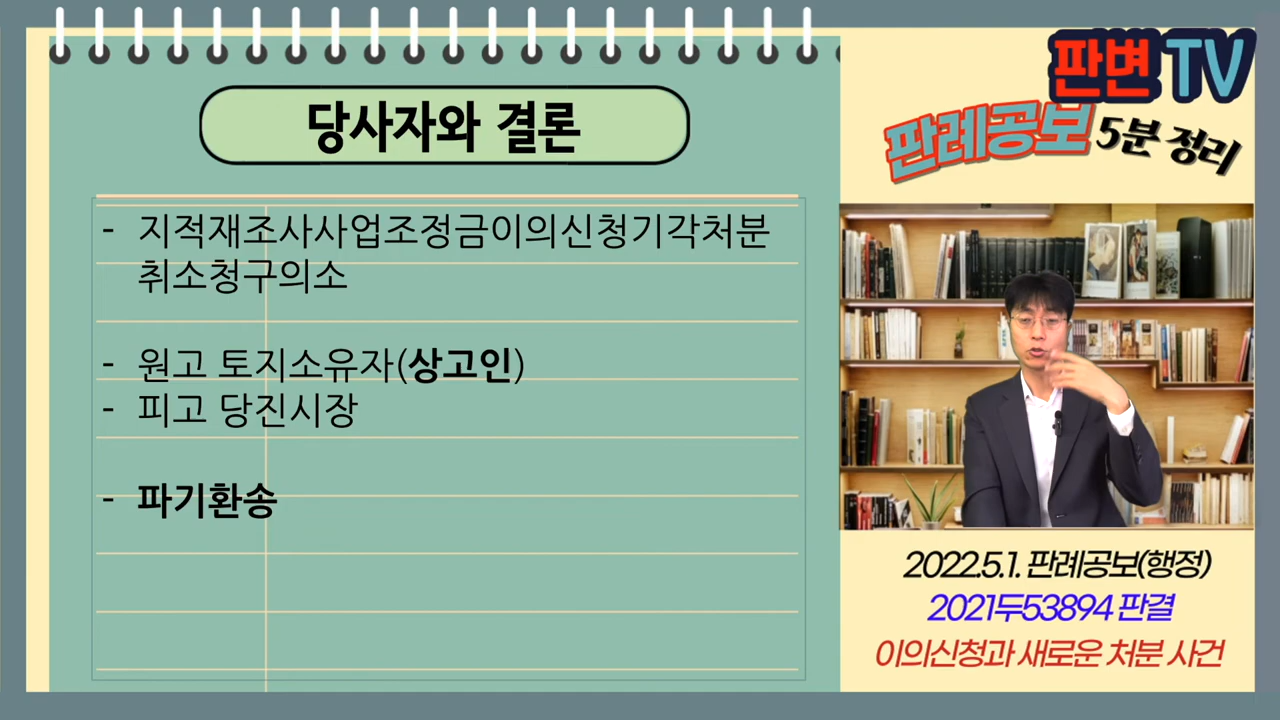 당사자와 결론
- 지적재조사사업조정금이의신청기각처분
취소청구의소
- 원고 토지소유자(상고인)
- 피고 당진시장
- 파기환송
판변 TV
판례공보 5분 정리
2022.5.1. 판례공보(행정)
2021두53894 판결
이의신청과 새로운 처분 사건